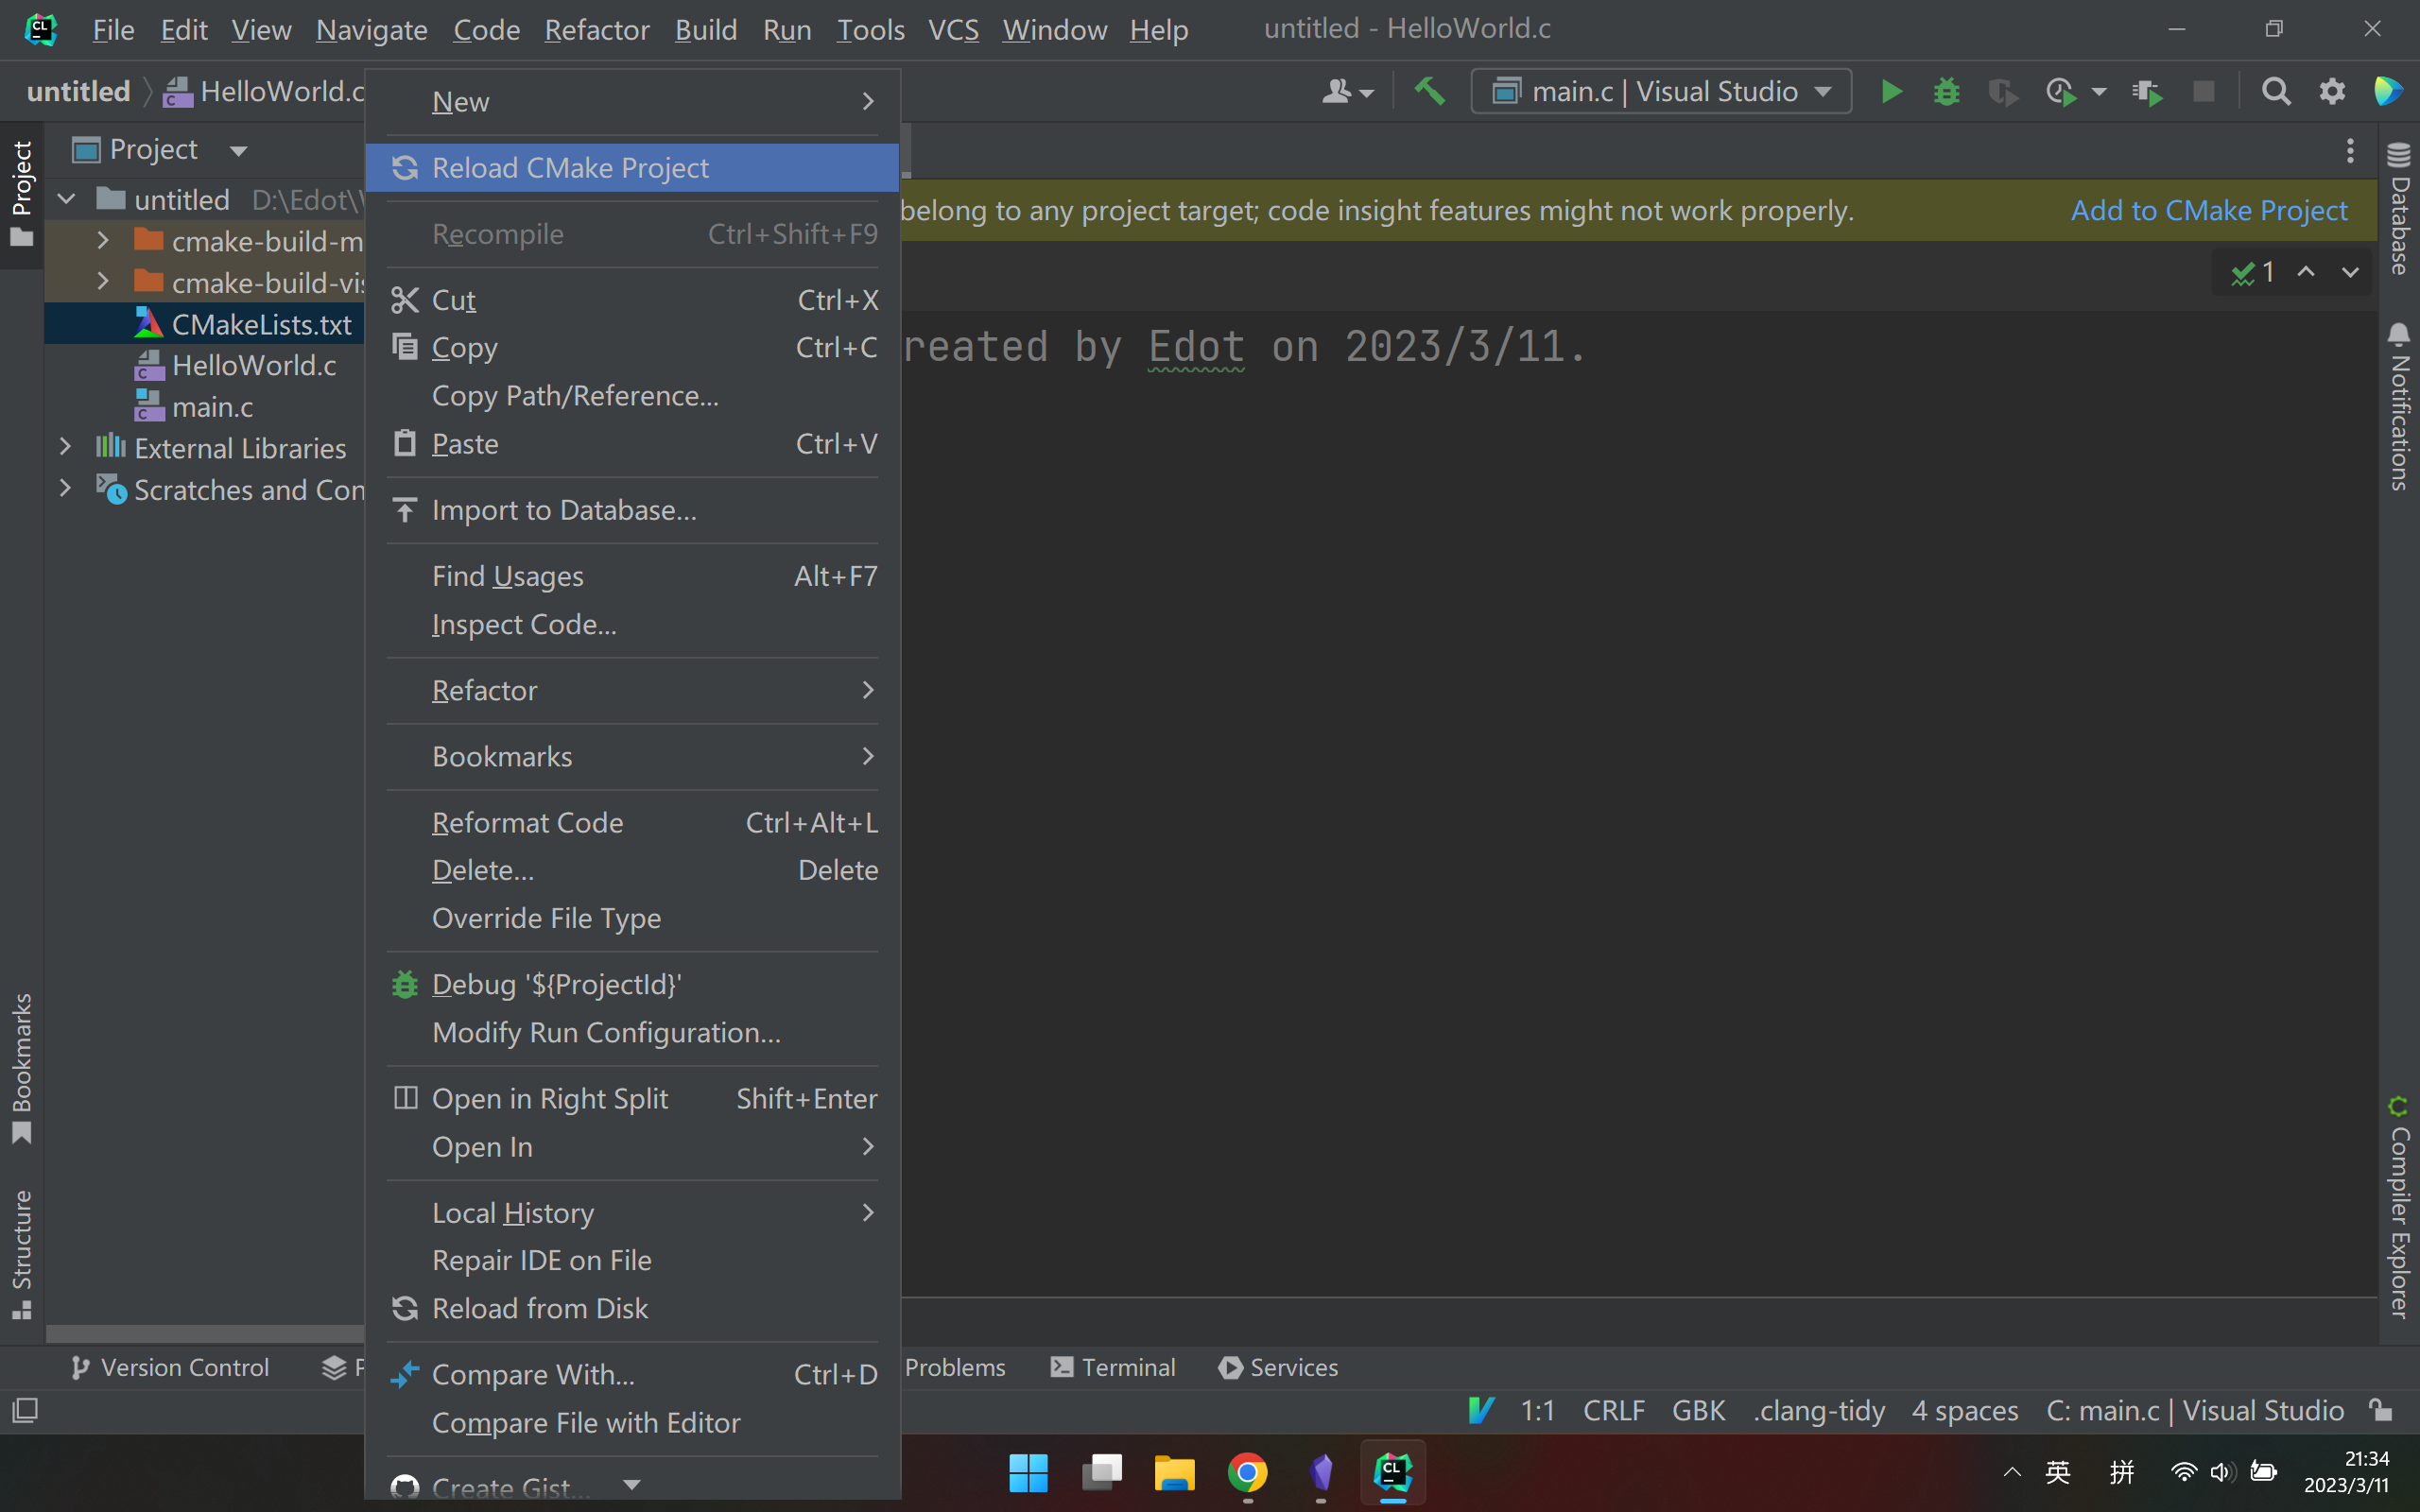 CL File Edit View Navigate Code Refactor Build Run Tools VCS Window Help untitled - HelloWorld.c
untitled HelloWorld.c main.c | Visual Studio
Project
Project
untitled D:\Edot\
cmake-build-m
cmake-build-vi
CMakeLists.txt
HelloWorld.c
main.c
External Libraries
Scratches and Con
Bookmarks
Structure
New
Reload CMake Project
Recompile Ctrl+Shift+F9
Cut Ctrl+X
Copy Ctrl+C
Copy Path/Reference...
Paste Ctrl+V
Import to Database...
Find Usages Alt+F7
Inspect Code...
Refactor
Bookmarks
Reformat Code Ctrl+Alt+L
Delete... Delete
Override File Type
Debug '${ProjectId}'
Modify Run Configuration...
Open in Right Split Shift+Enter
Open In
Local History
Repair IDE on File
Reload from Disk
Compare With... Ctrl+D
Compare File with Editor
Create Gist...
belong to any project target; code insight features might not work properly. Add to CMake Project
1
reated by Edot on 2023/3/11.
Database
Notifications
Compiler Explorer
Version Control P Problems Terminal Services
1:1 CRLF GBK .clang-tidy 4 spaces C: main.c | Visual Studio
CL
英 拼 21:34
2023/3/11